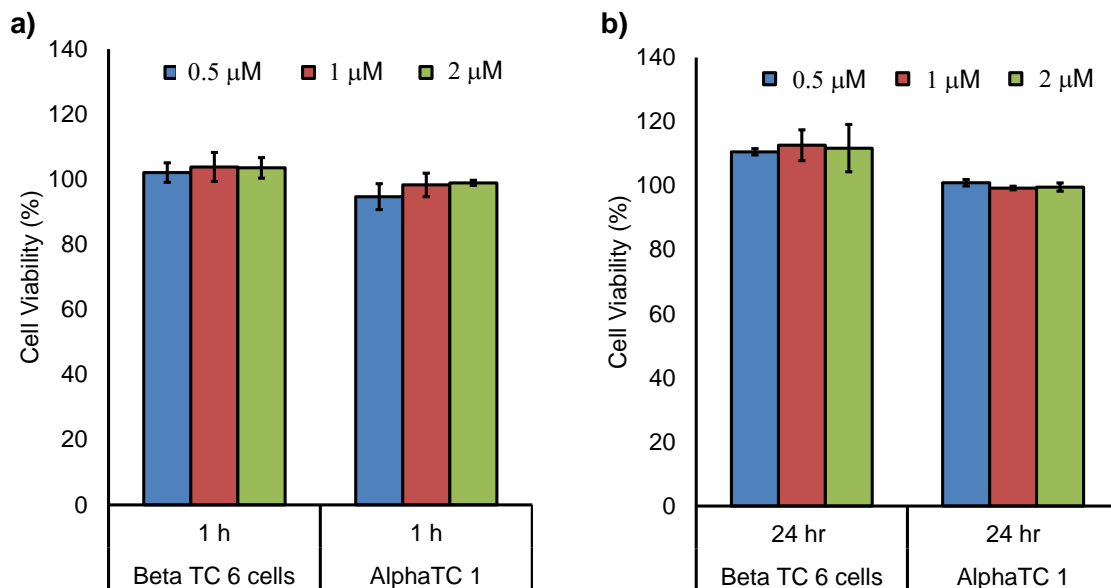 a)
Cell Viability (%)
140
120
100
80
60
40
20
0
0.5 μM 1 μM 2 μM
1 h 1 h
Beta TC 6 cells AlphaTC 1
b)
Cell Viability (%)
140
120
100
80
60
40
20
0
0.5 μM 1 μM 2 μM
24 hr 24 hr
Beta TC 6 cells AlphaTC 1